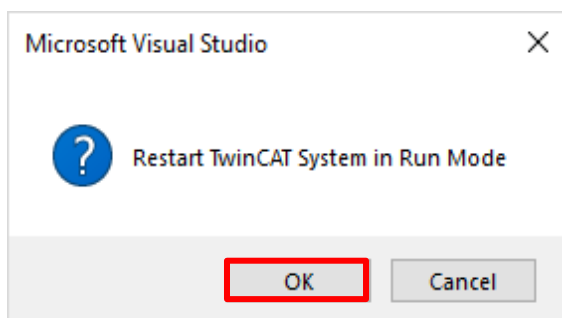 Microsoft Visual Studio
Restart TwinCAT System in Run Mode
OK
Cancel